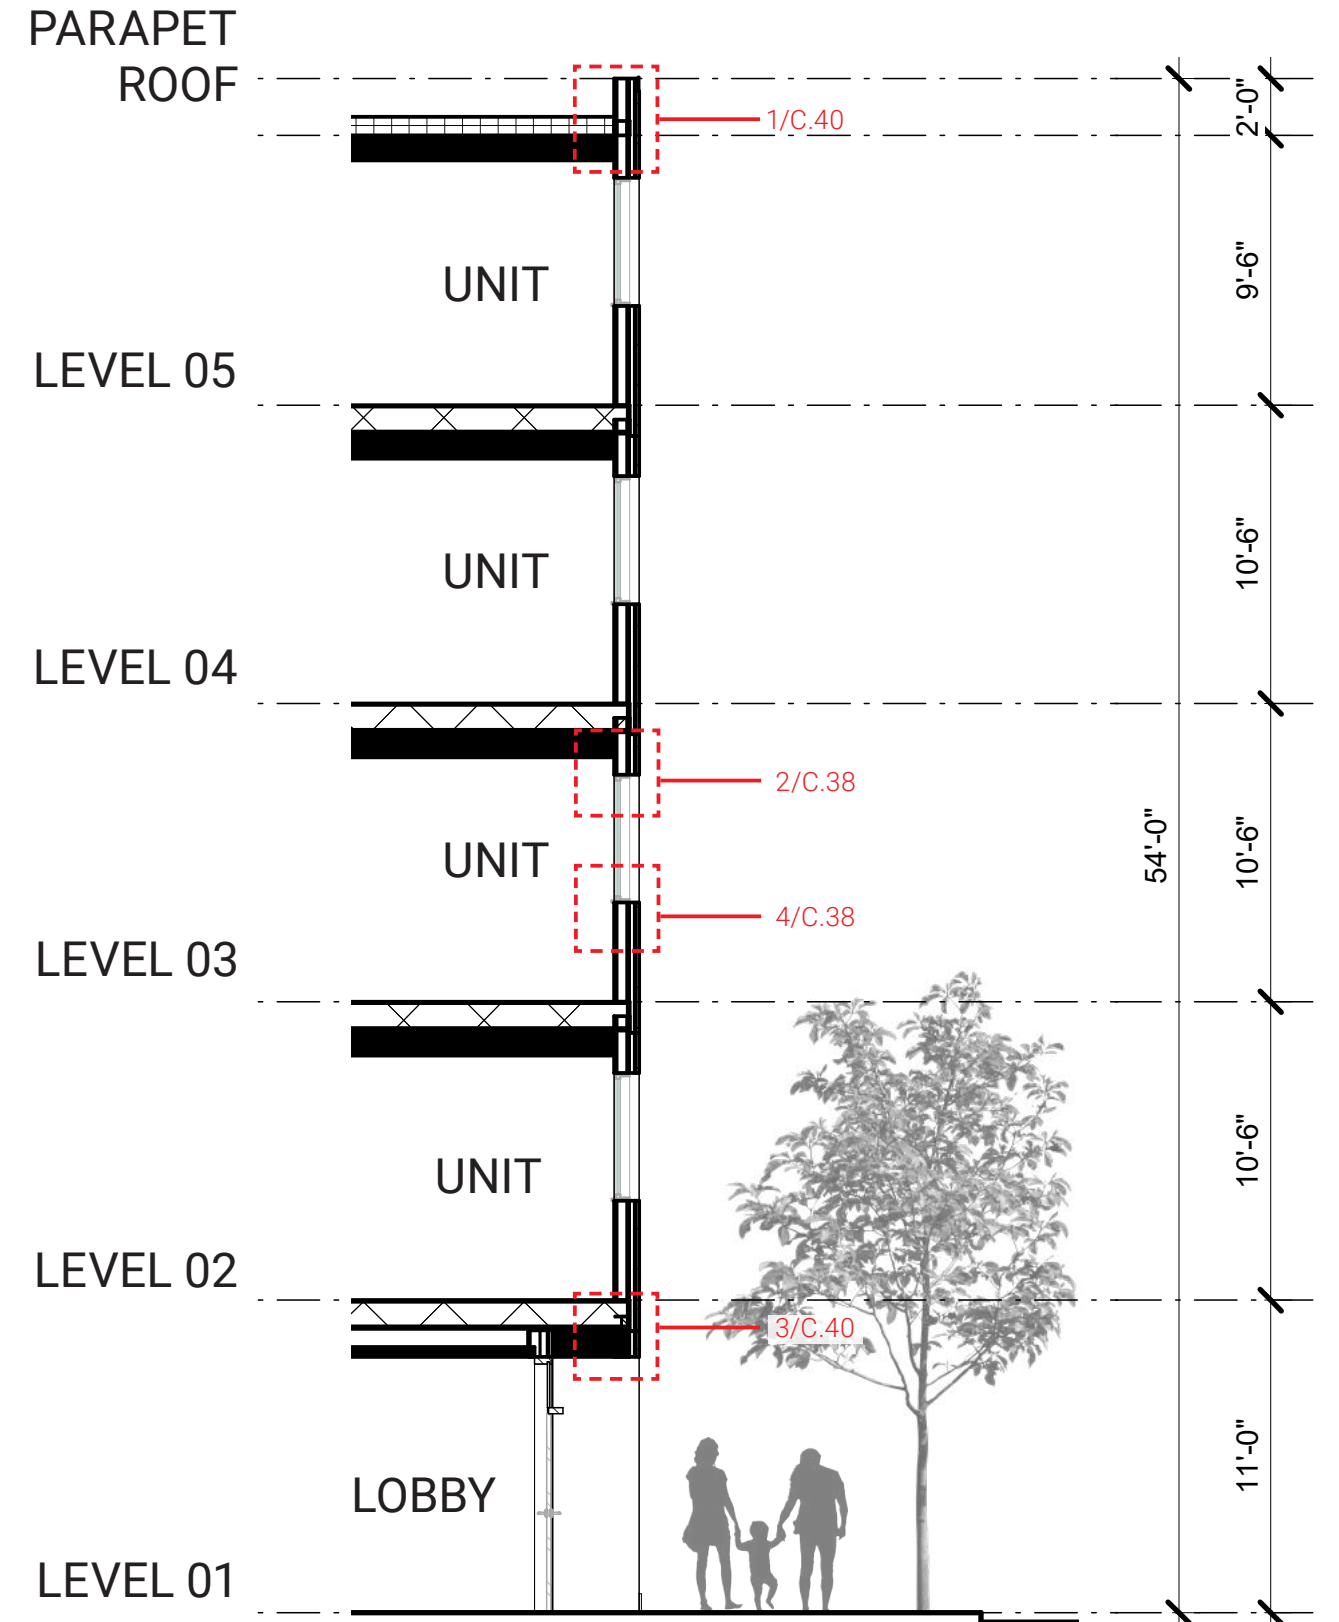 PARAPET
ROOF
2'-0"
1/C.40
9'-6"
UNIT
LEVEL 05
10'-6"
UNIT
LEVEL 04
2/C.38
54'-0"
10'-6"
UNIT
4/C.38
LEVEL 03
10'-6"
UNIT
LEVEL 02
3/C.40
11'-0"
LOBBY
LEVEL 01